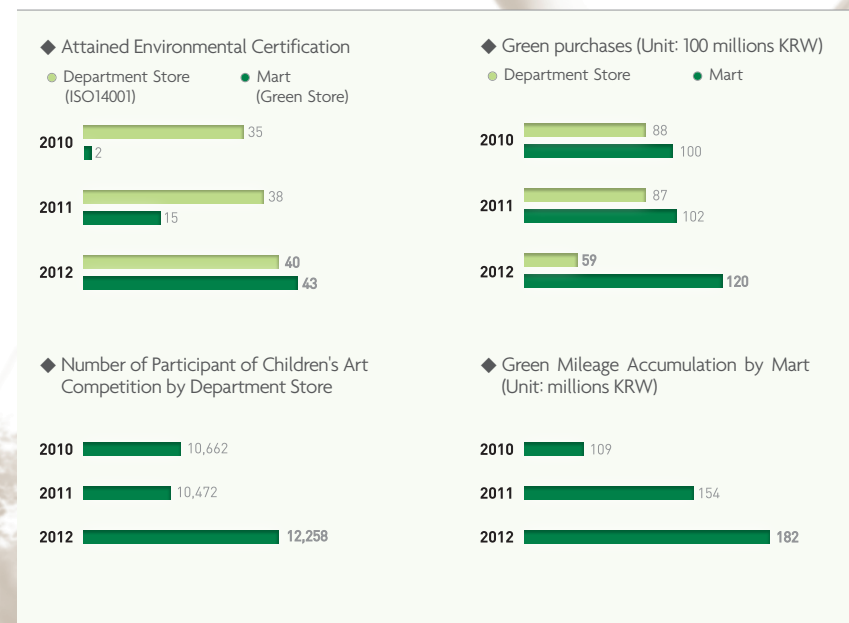 ◆ Attained Environmental Certification
Department Store
(ISO14001)
Mart
(Green Store)
2010
35
2
2011
38
15
2012
40
43
◆ Green purchases (Unit: 100 millions KRW)
Department Store
Mart
2010
88
100
2011
87
102
2012
59
120
◆ Number of Participant of Children's Art
Competition by Department Store
2010
10,662
2011
10,472
2012
12,258
◆ Green Mileage Accumulation by Mart
(Unit: millions KRW)
2010
109
2011
154
2012
182